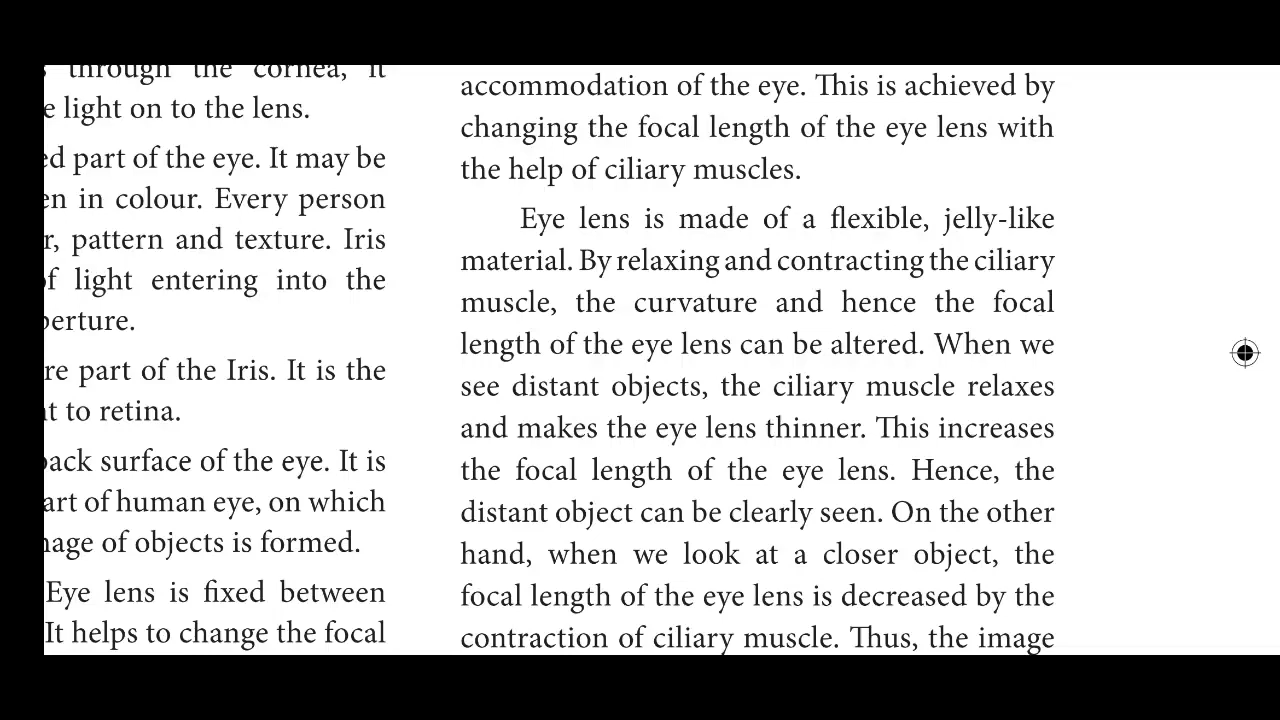 through the cornea, it
light on to the lens.
part of the eye. It may be
in colour. Every person
pattern and texture. Iris
light entering into the
part of the Iris. It is the
to retina.
surface of the eye. It is
of human eye, on which
of objects is formed.
Eye lens is fixed between
It helps to change the focal
accommodation of the eye. This is achieved by
changing the focal length of the eye lens with
the help of ciliary muscles.
Eye lens is made of a flexible, jelly-like
material. By relaxing and contracting the ciliary
muscle, the curvature and hence the focal
length of the eye lens can be altered. When we
see distant objects, the ciliary muscle relaxes
and makes the eye lens thinner. This increases
the focal length of the eye lens. Hence, the
distant object can be clearly seen. On the other
hand, when we look at a closer object, the
focal length of the eye lens is decreased by the
contraction of ciliary muscle. Thus, the image